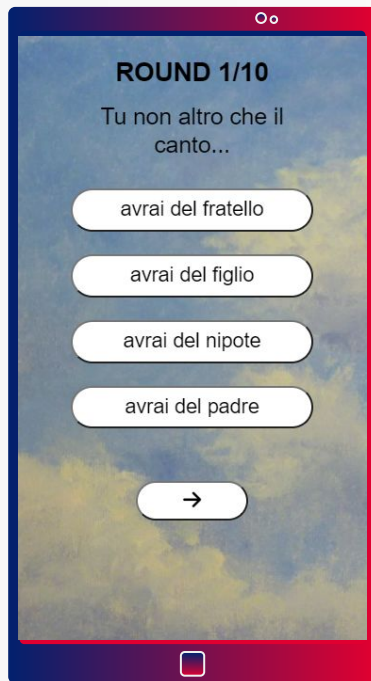 ROUND 1/10
Tu non altro che il
canto...
avrai del fratello
avrai del figlio
avrai del nipote
avrai del padre
→